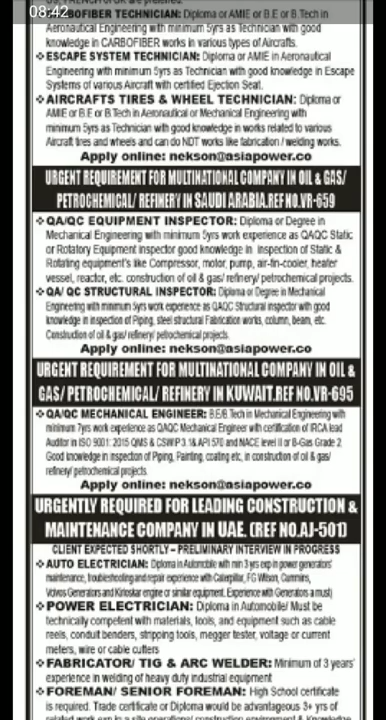 08:42
CARBOFIBER TECHNICIAN: Diploma or AMIE or B.E or B.Tech in
Aeronautical Engineering with minimum 5yrs as Technician with good
knowledge in CARBOFIBER works in various types of Aircrafts.
❖ ESCAPE SYSTEM TECHNICIAN: Diploma or AMIE in Aeronautical
Engineering with minimum 5yrs as Technician with good knowledge in Escape
Systems of various Aircraft with certified Ejection Seat.
❖ AIRCRAFTS TIRES & WHEEL TECHNICIAN: Diploma or
AMIE or B.E or B.Tech in Aeronautical or Mechanical Engineering with
minimum 5yrs as Technician with good knowledge in works related to various
Aircraft tires and wheels and can do NDT works like fabrication / welding works.
Apply online: nekson@asiapower.co
URGENT REQUIREMENT FOR MULTINATIONAL COMPANY IN OIL & GAS/
PETROCHEMICAL/ REFINERY IN SAUDI ARABIA.REF NO.VR-659
❖ QA/QC EQUIPMENT INSPECTOR: Diploma or Degree in
Mechanical Engineering with minimum 5yrs work experience as QAQC Static
or Rotatory Equipment inspector good knowledge in inspection of Static &
Rotating equipment's like Compressor, motor, pump, air-fin-cooler, heater
vessel, reactor, etc. construction of oil & gas/ refinery/ petrochemical projects.
❖ QA/ QC STRUCTURAL INSPECTOR: Diploma or Degree in Mechanical
Engineering with minimum 5yrs work experience as QAQC Structural inspector with good
knowledge in inspection of Piping, steel structural Fabrication works, column, beam, etc.
Construction of oil & gas/ refinery/ petrochemical projects.
Apply online: nekson@asiapower.co
URGENT REQUIREMENT FOR MULTINATIONAL COMPANY IN OIL &
GAS/ PETROCHEMICAL/ REFINERY IN KUWAIT.REF NO.VR-695
❖ QA/QC MECHANICAL ENGINEER: B.E/B.Tech in Mechanical Engineering with
minimum 7yrs work experience as QAQC Mechanical Engineer with certification of IRCA lead
Auditor in ISO 9001: 2015 QMS & CSWIP 3.1& API 570 and NACE level II or B-Gas Grade 2.
Good knowledge in inspection of Piping, Painting, coating etc, in construction of oil & gas/
refinery/ petrochemical projects.
Apply online: nekson@asiapower.co
URGENTLY REQUIRED FOR LEADING CONSTRUCTION &
MAINTENANCE COMPANY IN UAE. (REF NO.AJ-501)
CLIENT EXPECTED SHORTLY – PRELIMINARY INTERVIEW IN PROGRESS
❖ AUTO ELECTRICIAN: Diploma in Automobile with min 3 yrs exp in power generators'
maintenance, troubleshooting and repair experience with Caterpillar, FG Wilson, Cummins,
Volvos Generators and Kirloskar engine or similar equipment. Experience with Generators a must)
❖ POWER ELECTRICIAN: Diploma in Automobile/ Must be
technically competent with materials, tools, and equipment such as cable
reels, conduit benders, stripping tools, megger tester, voltage or current
meters, wire or cable cutters
❖ FABRICATOR/ TIG & ARC WELDER: Minimum of 3 years'
experience in welding of heavy duty industrial equipment
❖ FOREMAN/ SENIOR FOREMAN: High School certificate
is required. Trade certificate or Diploma would be advantageous 3+ yrs of